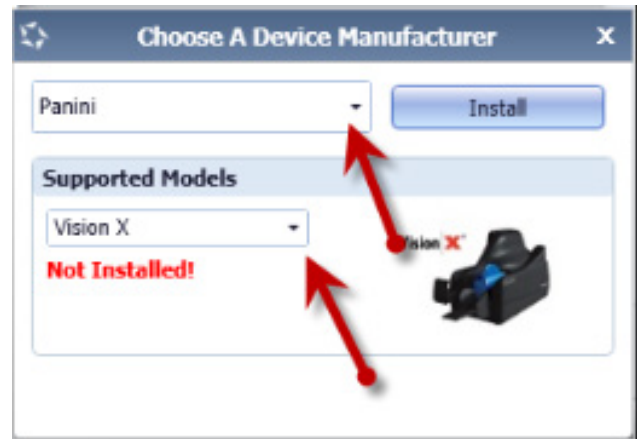 Choose A Device Manufacturer X
Panini
Install
Supported Models
Vision X
Not Installed!
Vision X